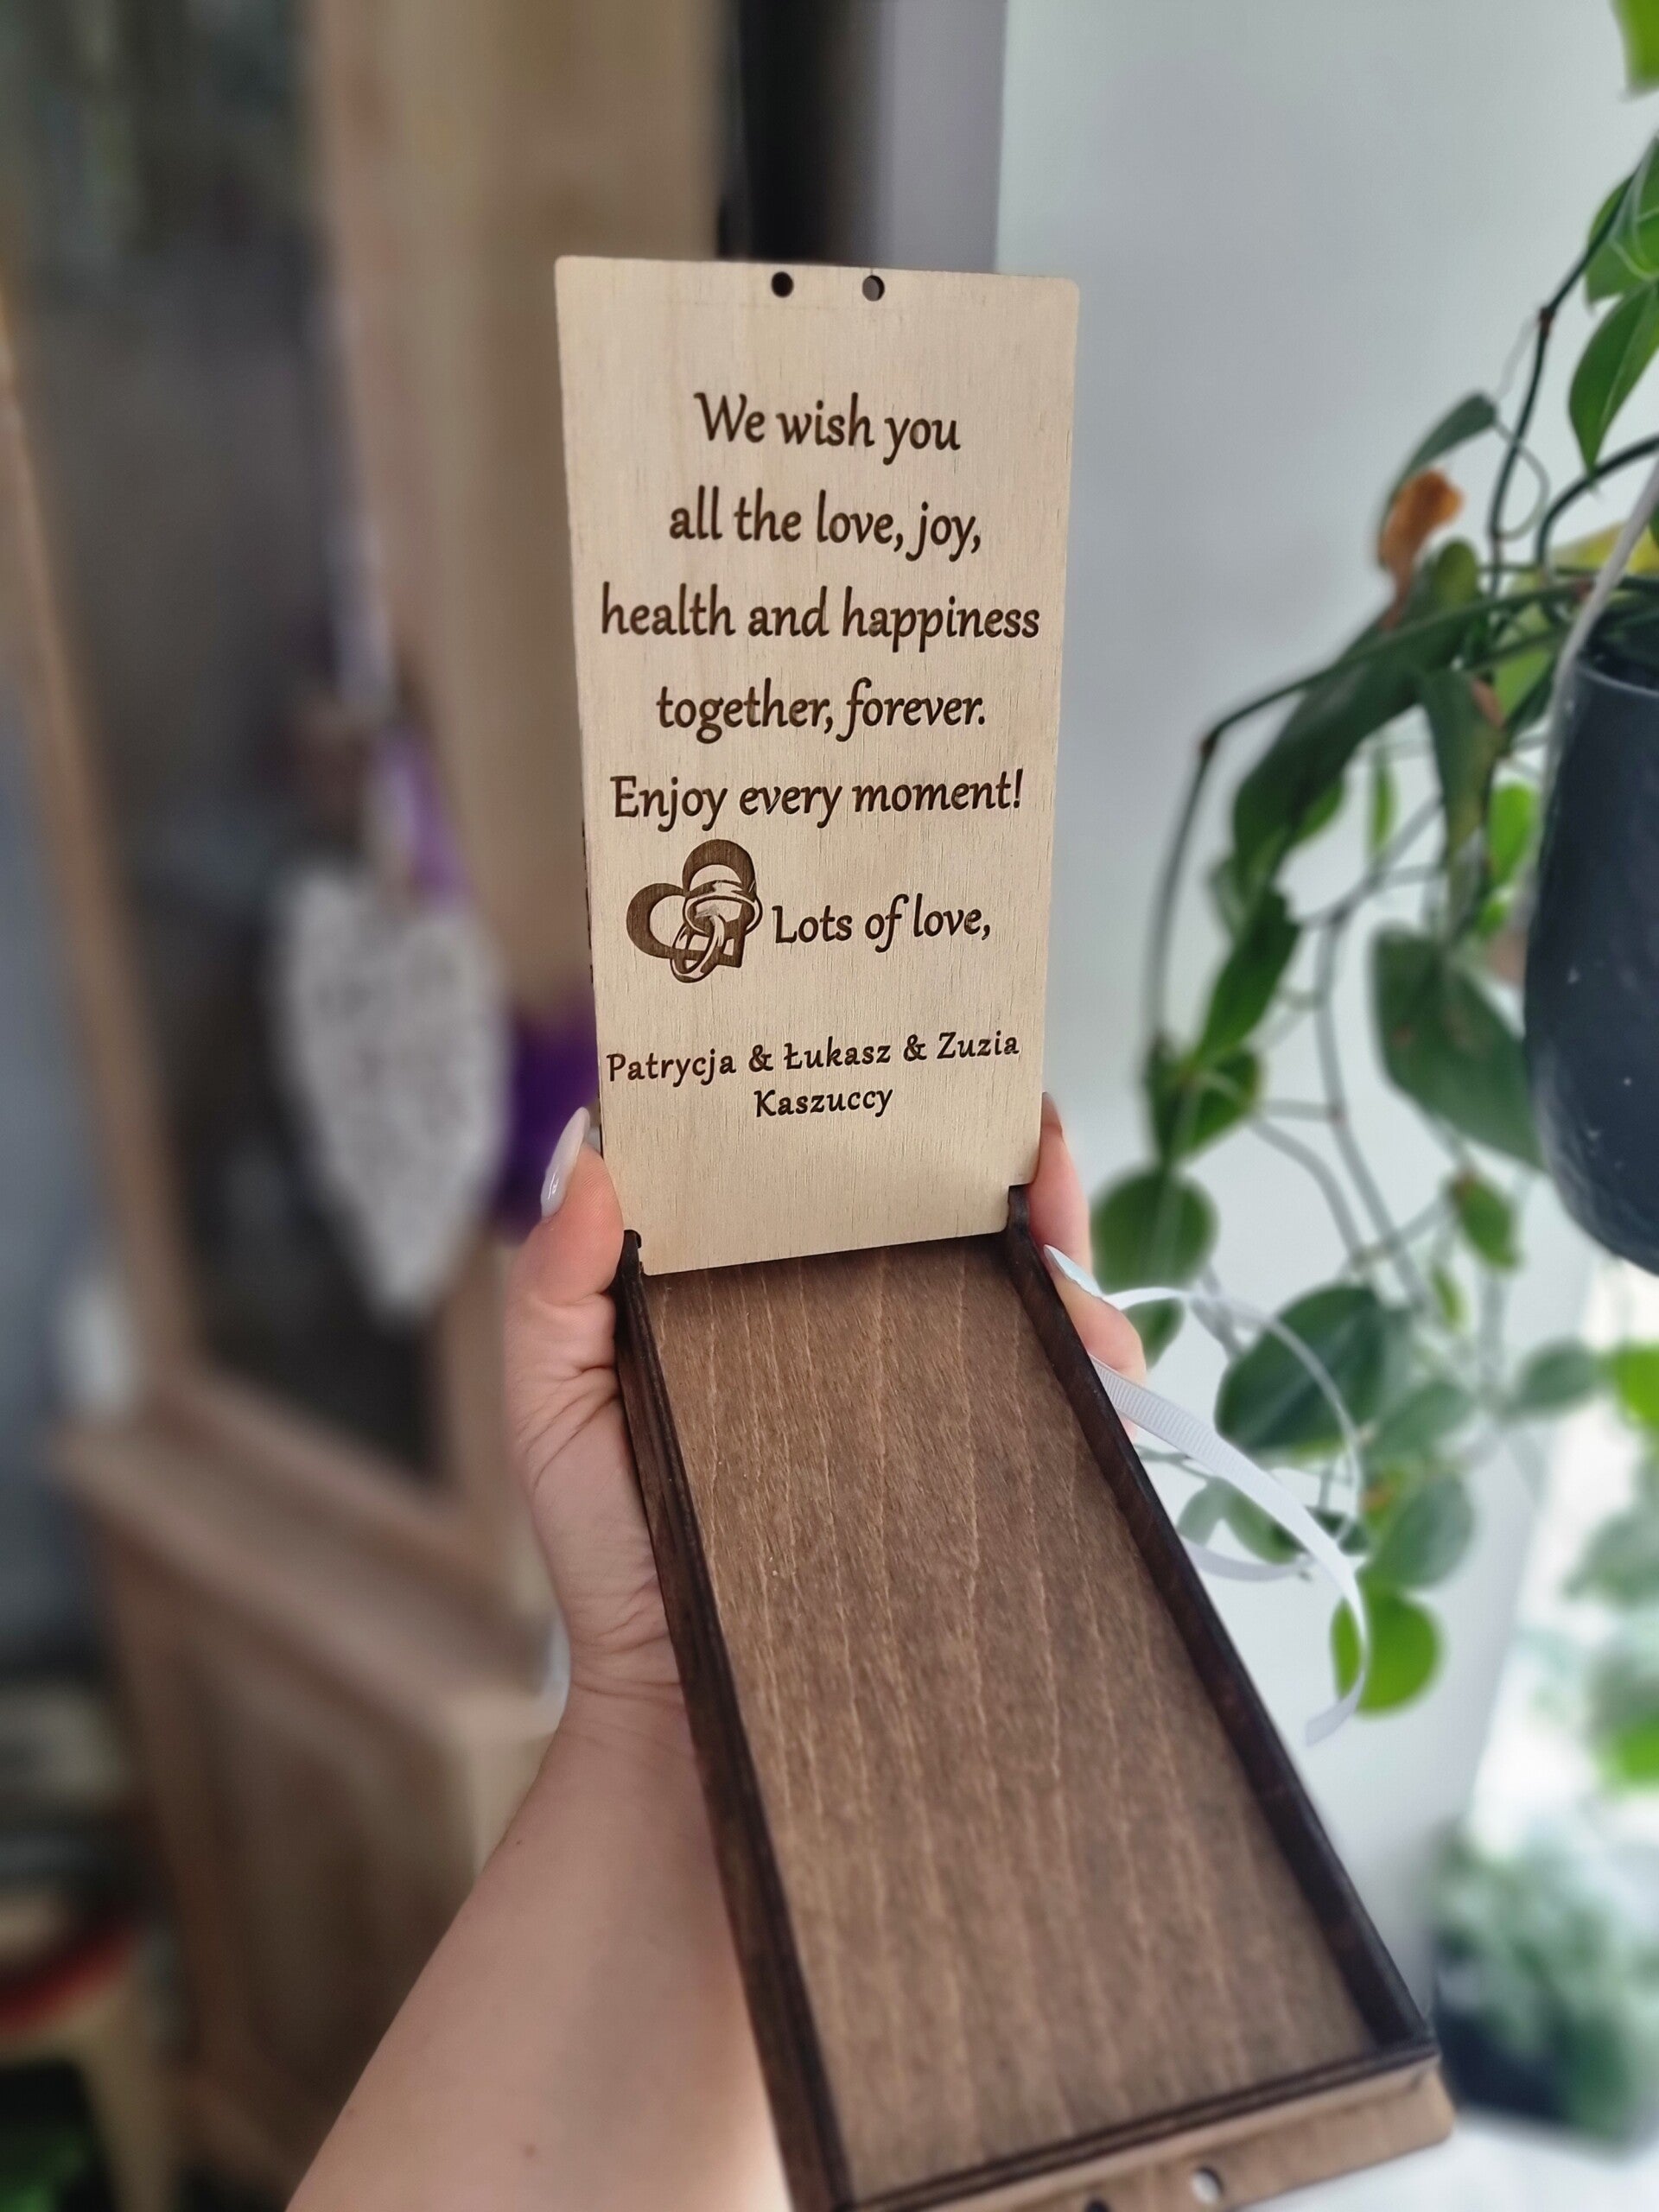 We wish you
all the love, joy,
health and happiness
together, forever.
Enjoy every moment!
Lots of love,
Patrycja & Łukasz & Zuzia
Kaszuccy